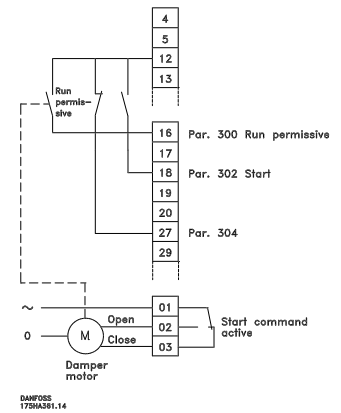 4
5
12
13
Run
permis-
sive
16 Par. 300 Run permissive
17
18 Par. 302 Start
19
20
27 Par. 304
29
~ 01
Open 02 Start command
active
0 M Close 03
Damper
motor
DANFOSS
175HA361.14